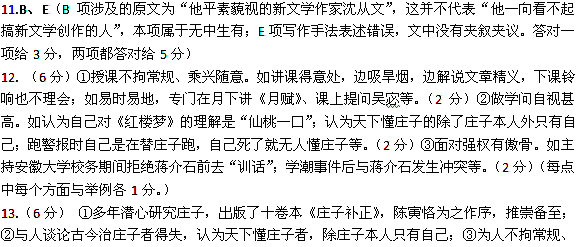 11.B、E（B 项涉及的原文为“他平素藐视的新文学作家沈从文”，这并不代表“他一向看不起
搞新文学创作的人”，本项属于无中生有；E 项写作手法表述错误，文中没有夹叙夹议。答对一
项给 3 分，两项都答对给 5 分）
12. （6 分）①授课不拘常规、乘兴随意。如讲课得意处，边吸旱烟，边解说文章精义，下课铃
响也不理会；如易时易地，专门在月下讲《月赋》、课上提问吴宓等。（2 分）②做学问自视甚
高。如认为自己对《红楼梦》的理解是“仙桃一口”；认为天下懂庄子的除了庄子本人外只有自
己；跑警报时自己是在替庄子跑，自己死了就无人懂庄子等。（2 分）③面对强权有傲骨。如主
持安徽大学校务期间拒绝蒋介石前去“训话”；学潮事件后与蒋介石发生冲突等。（2 分）（每点
中每个方面与举例各 1 分。）
13.（6 分） ①多年潜心研究庄子，出版了十卷本《庄子补正》，陈寅恪为之作序，推崇备至；
②与人谈论古今治庄子者得失，认为天下懂庄子者，除庄子本人只有自己；③为人不拘常规、